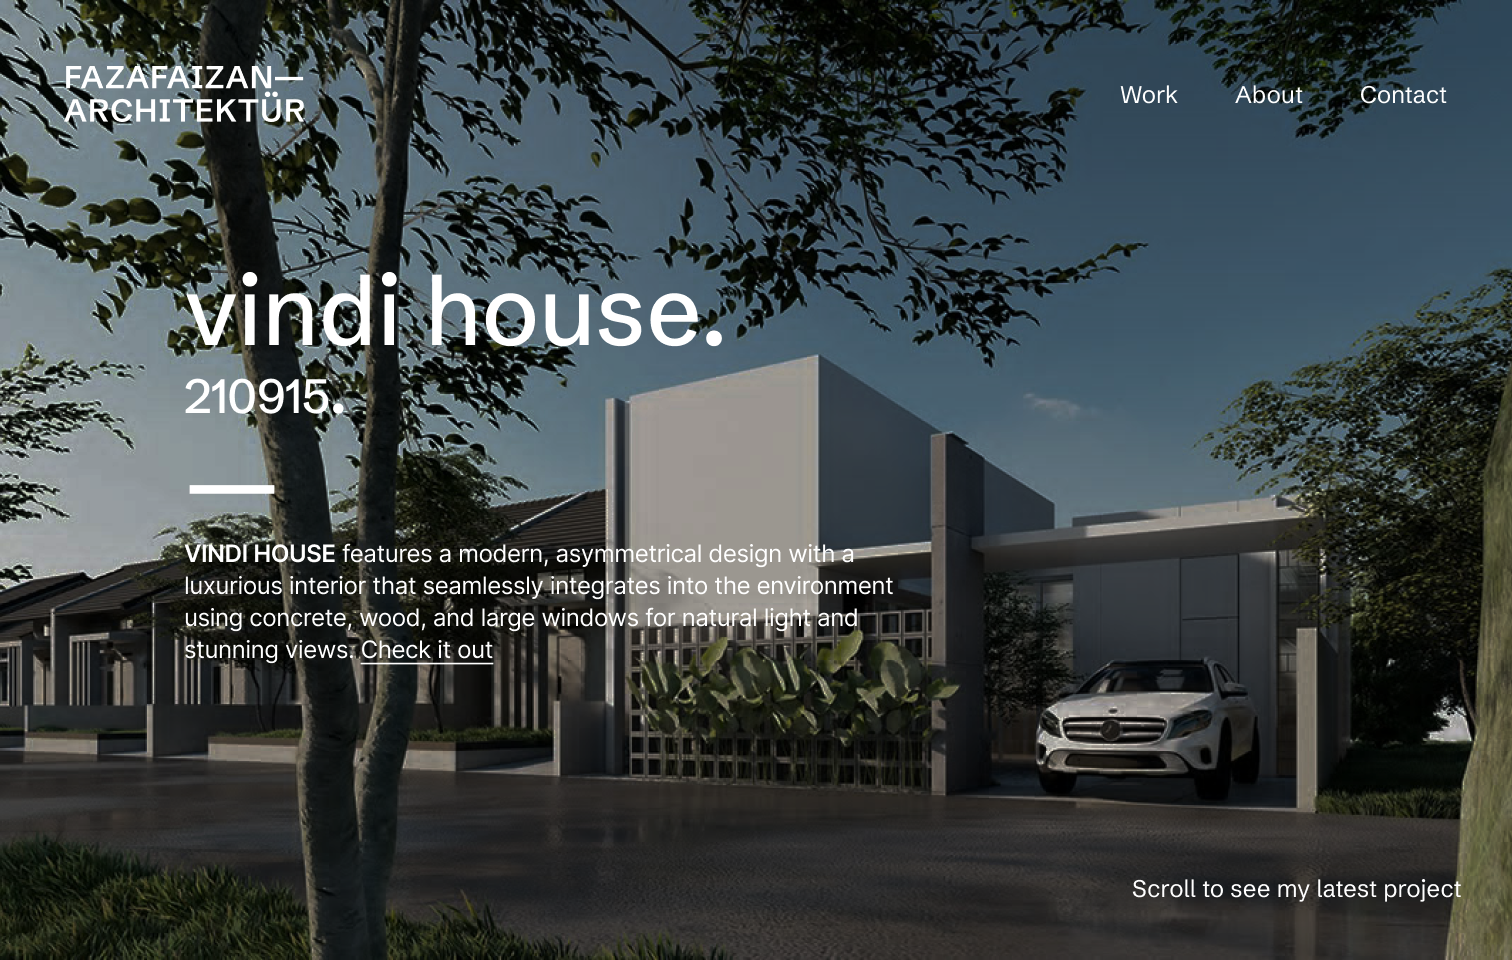 FAZAFAIZAN—
ARCHITEKTÜR
Work About Contact
vindi house.
210915.
VINDI HOUSE features a modern, asymmetrical design with a
luxurious interior that seamlessly integrates into the environment
using concrete, wood, and large windows for natural light and
stunning views. Check it out
Scroll to see my latest project